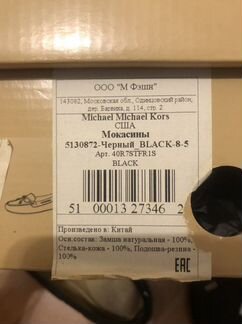 ООО "М Фэшн"
143082, Московская обл., Одинцовский район,
дер. Барвиха, д. 114, стр. 2
Michael Michael Kors
США
Мокасины
5130872-Черный_BLACK-8-5
Арт. 40R7STFR1S
BLACK
51 00013 27346 2
Произведено в: Китай
Осн.состав: Замша натуральная - 100%,
Стелька-кожа - 100%, Подошва-резина -
100%
EAC